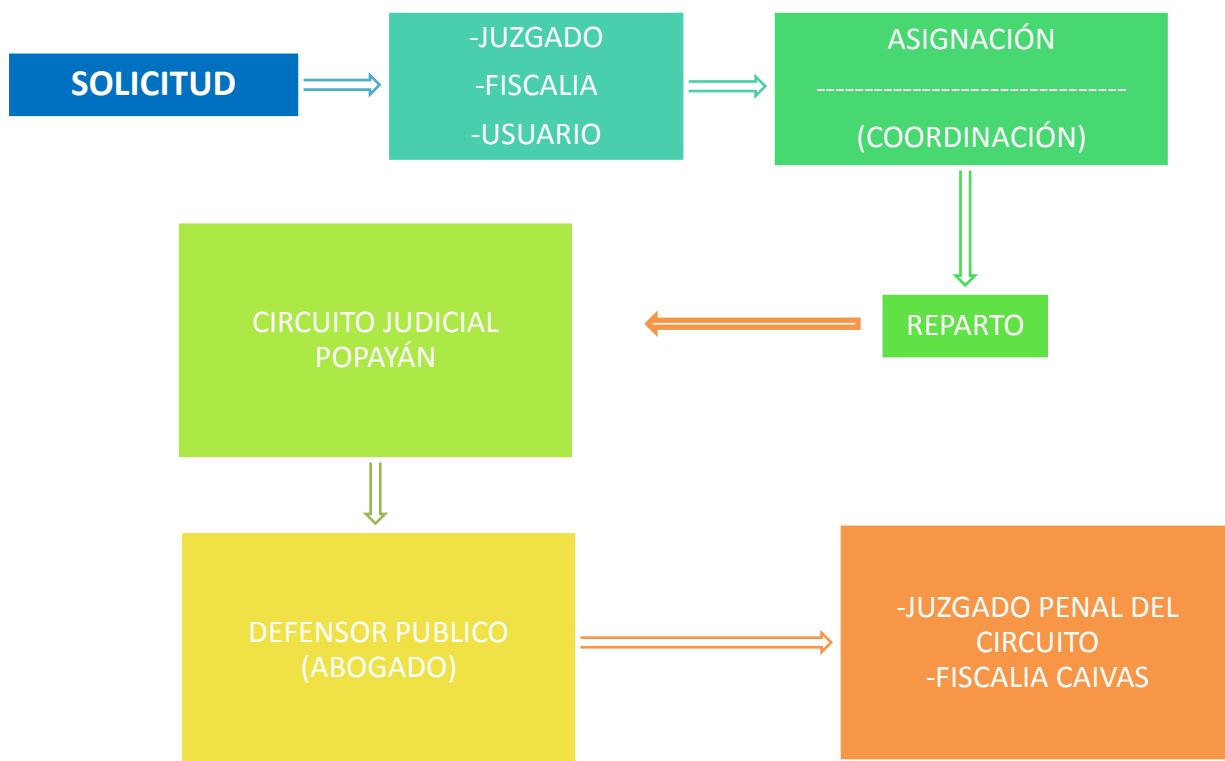 SOLICITUD
-JUZGADO
-FISCALIA
-USUARIO
ASIGNACIÓN
---------------------------------
(COORDINACIÓN)
REPARTO
CIRCUITO JUDICIAL
POPAYÁN
DEFENSOR PUBLICO
(ABOGADO)
-JUZGADO PENAL DEL
CIRCUITO
-FISCALIA CAIVAS